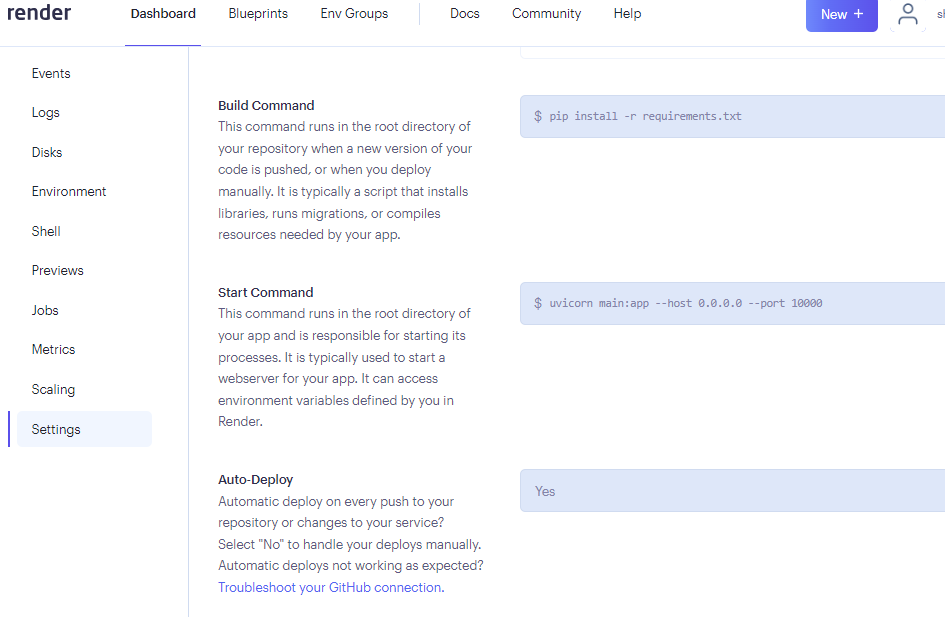 render
Dashboard Blueprints Env Groups Docs Community Help New +
Events
Logs
Disks
Environment
Shell
Previews
Jobs
Metrics
Scaling
Settings
Build Command
This command runs in the root directory of
your repository when a new version of your
code is pushed, or when you deploy
manually. It is typically a script that installs
libraries, runs migrations, or compiles
resources needed by your app.
$ pip install -r requirements.txt
Start Command
This command runs in the root directory of
your app and is responsible for starting its
processes. It is typically used to start a
webserver for your app. It can access
environment variables defined by you in
Render.
$ uvicorn main:app --host 0.0.0.0 --port 10000
Auto-Deploy
Automatic deploy on every push to your
repository or changes to your service?
Select "No" to handle your deploys manually.
Automatic deploys not working as expected?
Troubleshoot your GitHub connection.
Yes